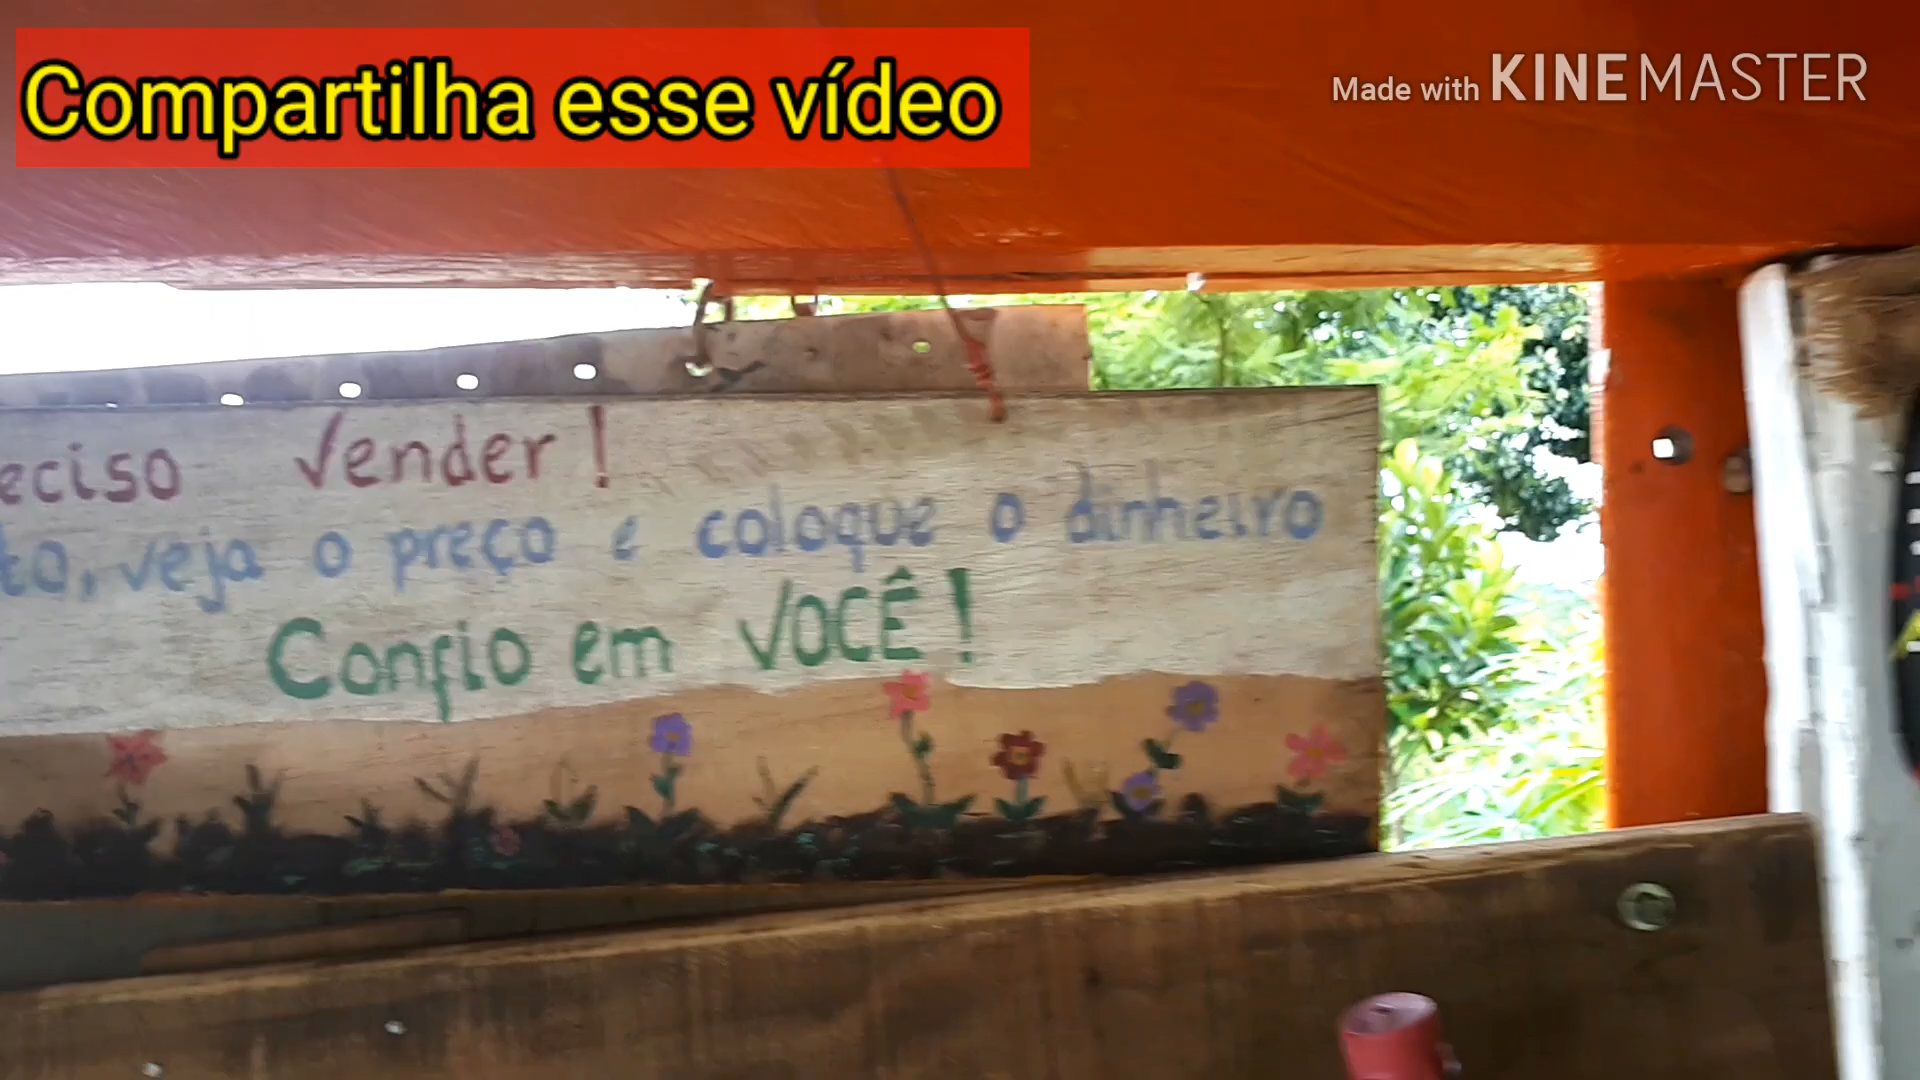 Compartilha esse vídeo
Made with KINEMASTER
eciso Vender!
to, veja o preço e coloque o dinheiro
Confio em VOCÊ!